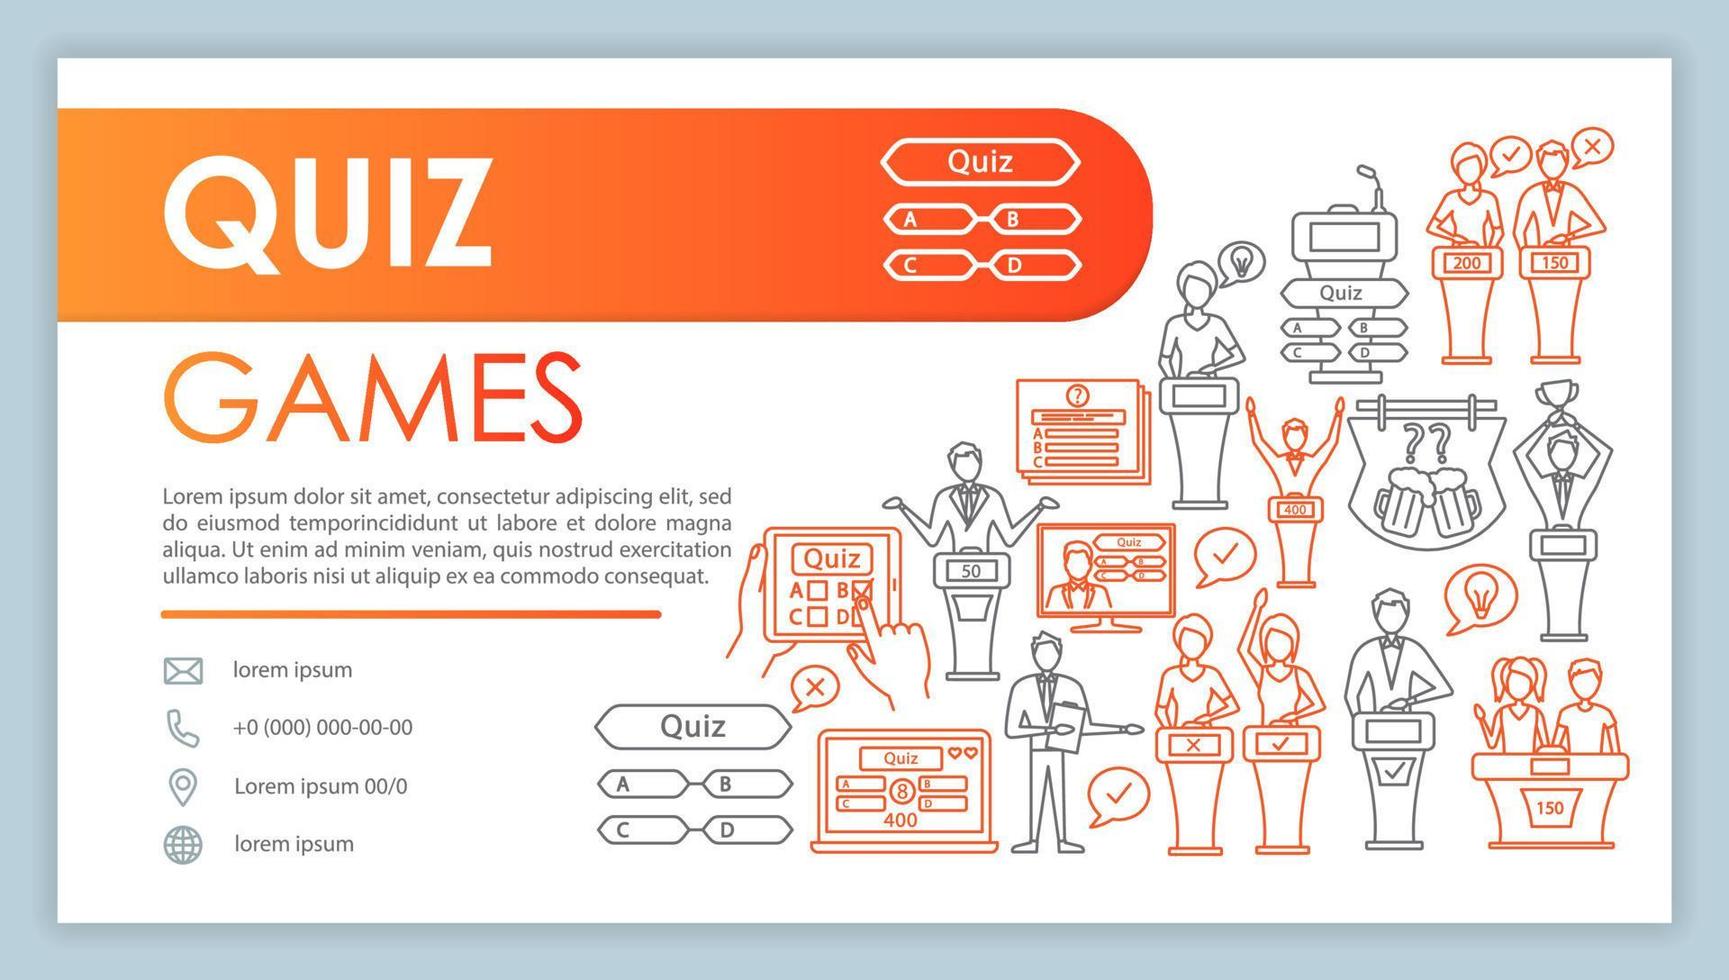 QUIZ
Quiz
A B
C D
GAMES
Lorem ipsum dolor sit amet, consectetur adipiscing elit, sed
do eiusmod temporincididunt ut labore et dolore magna
aliqua. Ut enim ad minim veniam, quis nostrud exercitation
ullamco laboris nisi ut aliquip ex ea commodo consequat.
lorem ipsum
+0 (000) 000-00-00
Lorem ipsum 00/0
lorem ipsum
200
150
Quiz
A B
C D
?
A
B
C
400
? ?
50
Quiz
A B
C D
Quiz
A B
C D
Quiz
A B
C D
Quiz
A B
8
C D
400
150